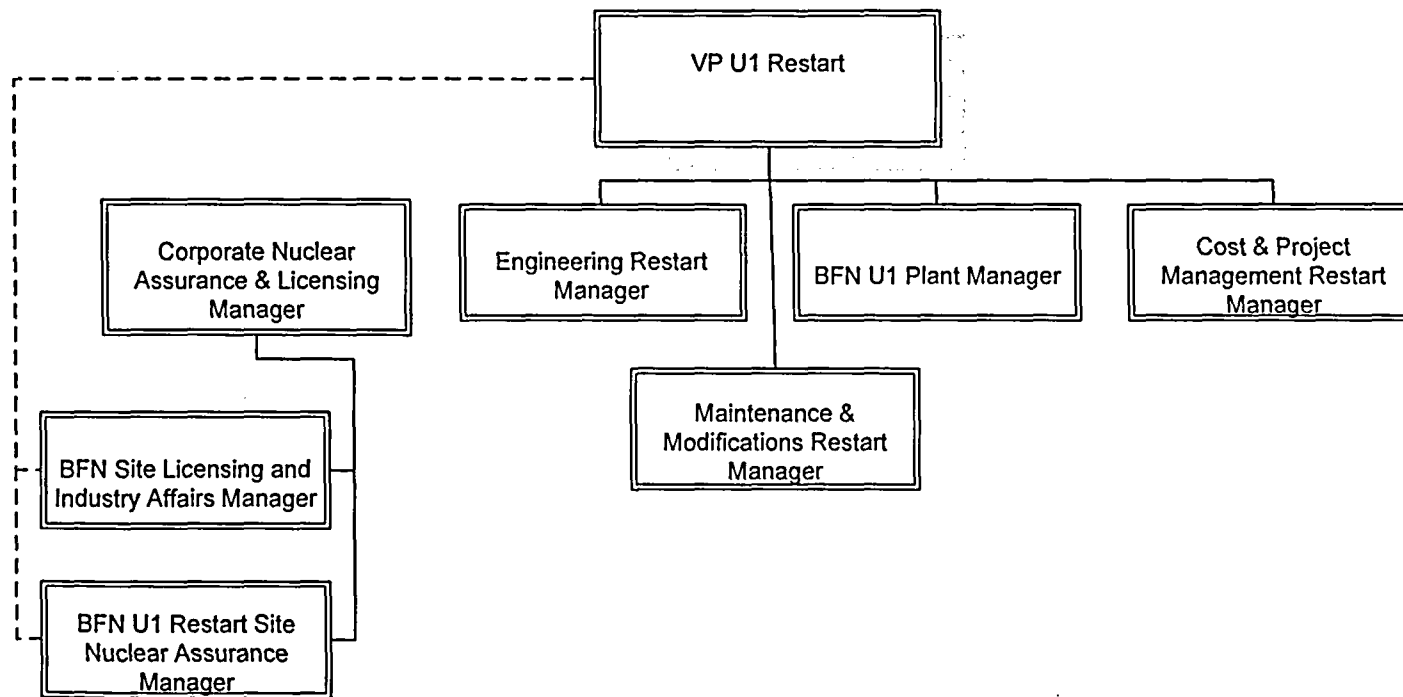 VP U1 Restart
Corporate Nuclear
Assurance & Licensing
Manager
Engineering Restart
Manager
BFN U1 Plant Manager
Cost & Project
Management Restart
Manager
Maintenance &
Modifications Restart
Manager
BFN Site Licensing and
Industry Affairs Manager
BFN U1 Restart Site
Nuclear Assurance
Manager